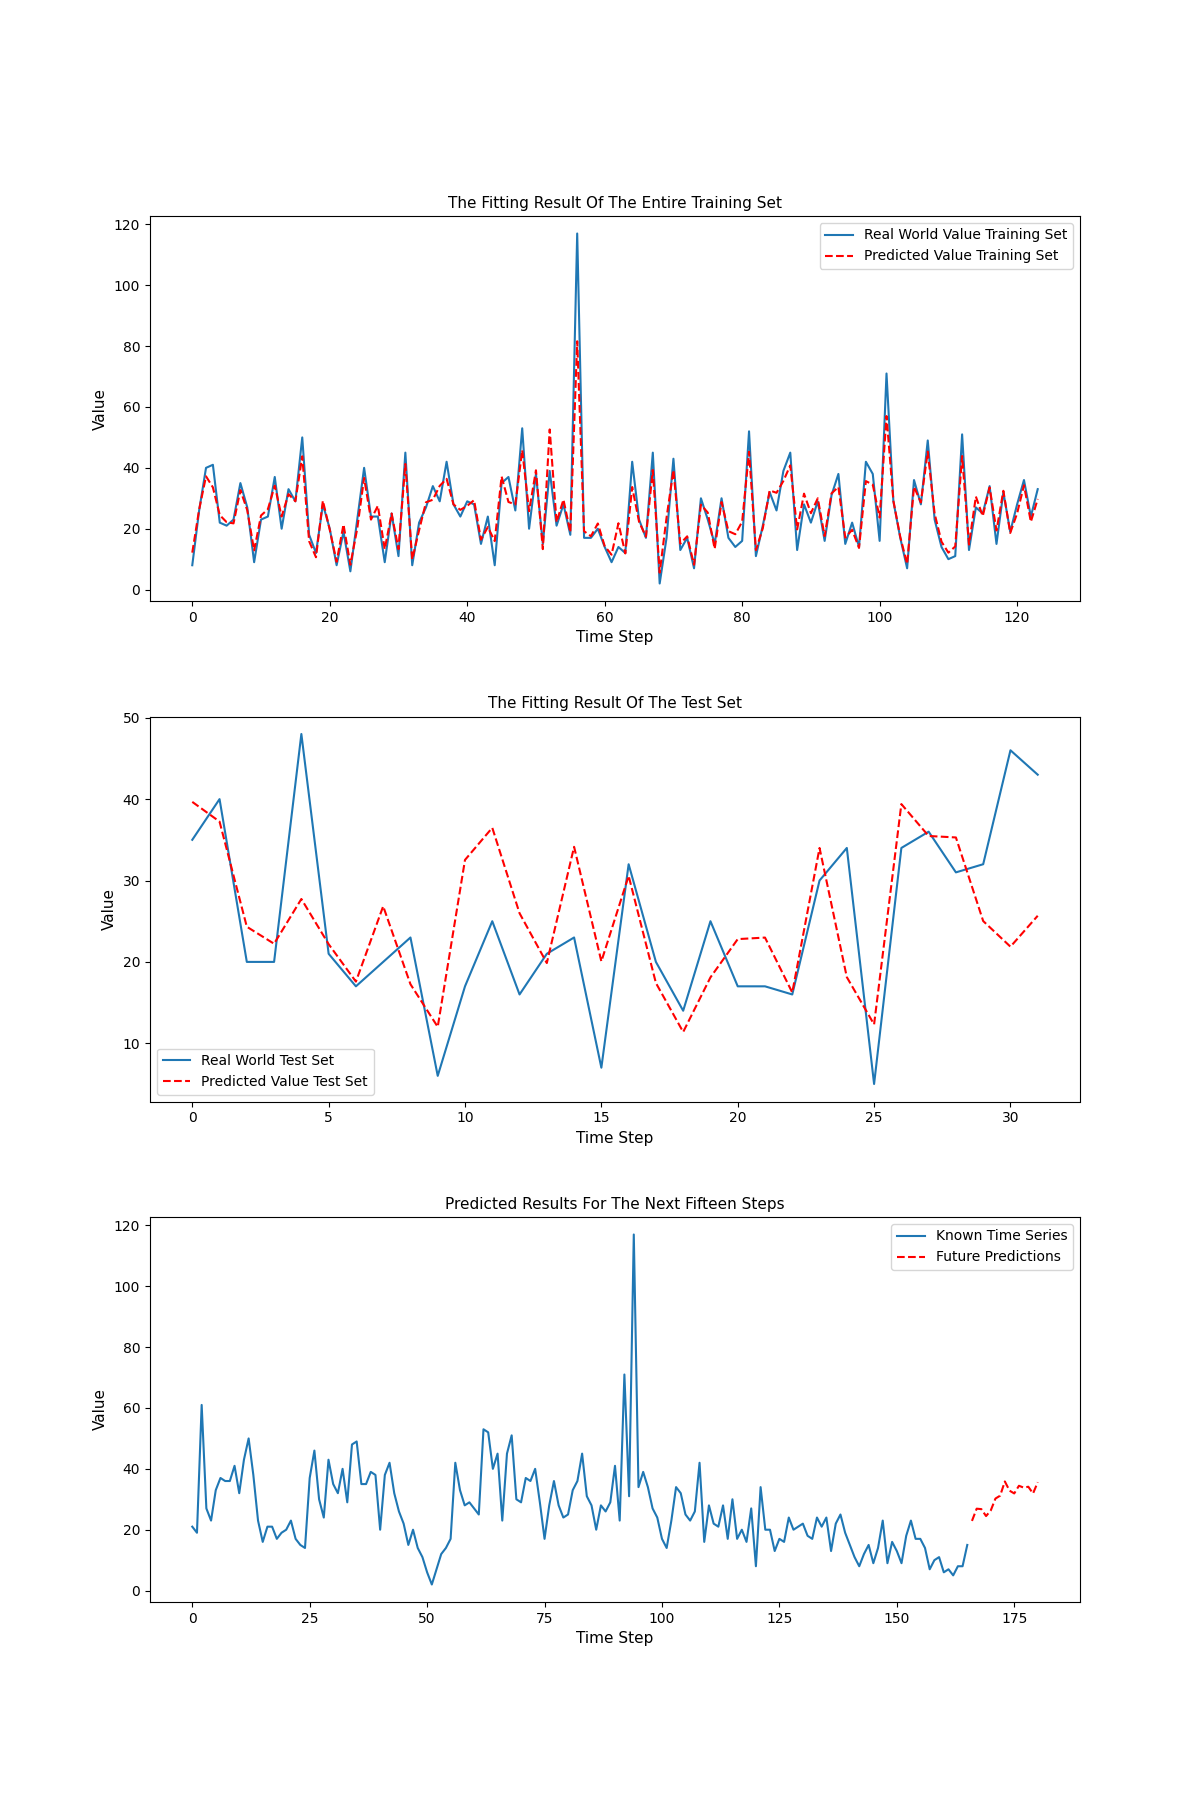 The Fitting Result Of The Entire Training Set
120
100
80
60
40
20
0
Value
Real World Value Training Set
Predicted Value Training Set
0 20 40 60 80 100 120
Time Step
The Fitting Result Of The Test Set
50
40
30
20
10
Value
Real World Test Set
Predicted Value Test Set
0 5 10 15 20 25 30
Time Step
Predicted Results For The Next Fifteen Steps
120
100
80
60
40
20
0
Value
Known Time Series
Future Predictions
0 25 50 75 100 125 150 175
Time Step